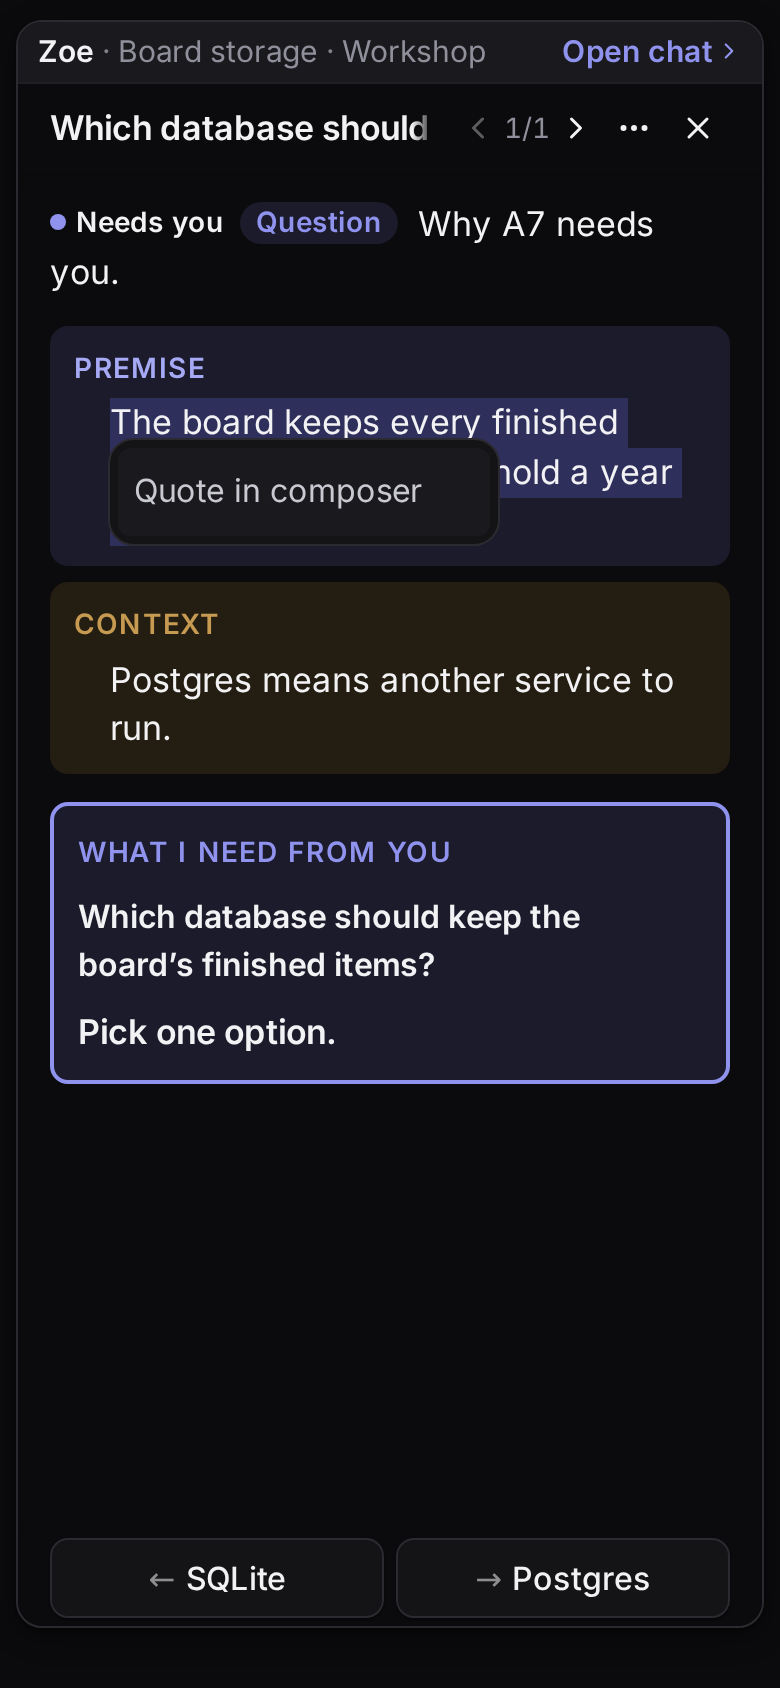 Zoe · Board storage · Workshop Open chat
Which database should 1/1
Needs you Question Why A7 needs
you.
PREMISE
The board keeps every finished
hold a year
Quote in composer
CONTEXT
Postgres means another service to
run.
WHAT I NEED FROM YOU
Which database should keep the
board’s finished items?
Pick one option.
← SQLite → Postgres